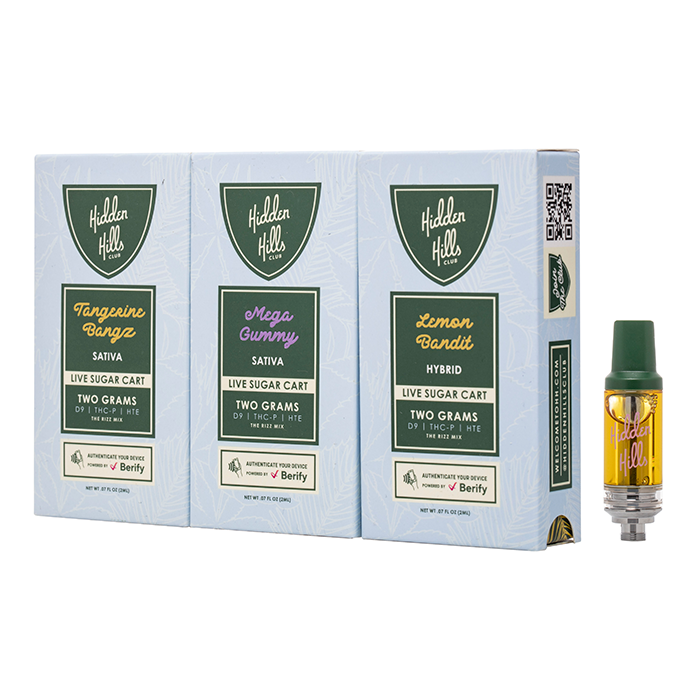 Hidden
Hills
CLUB
Tangerine
Bangz
SATIVA
LIVE SUGAR CART
TWO GRAMS
D9 | THC-P | HTE
THE RIZZ MIX
AUTHENTICATE YOUR DEVICE
POWERED BY Berify
NET WT .07 FL OZ (2ML)
Hidden
Hills
CLUB
Mega
Gummy
SATIVA
LIVE SUGAR CART
TWO GRAMS
D9 | THC-P | HTE
THE RIZZ MIX
AUTHENTICATE YOUR DEVICE
POWERED BY Berify
NET WT .07 FL OZ (2ML)
Hidden
Hills
CLUB
Lemon
Bandit
HYBRID
LIVE SUGAR CART
TWO GRAMS
D9 | THC-P | HTE
THE RIZZ MIX
AUTHENTICATE YOUR DEVICE
POWERED BY Berify
NET WT .07 FL OZ (2ML)
Join
The Club
WELCOMETOHH.COM
@HIDDENHILLSCLUB
Hidden
Hills